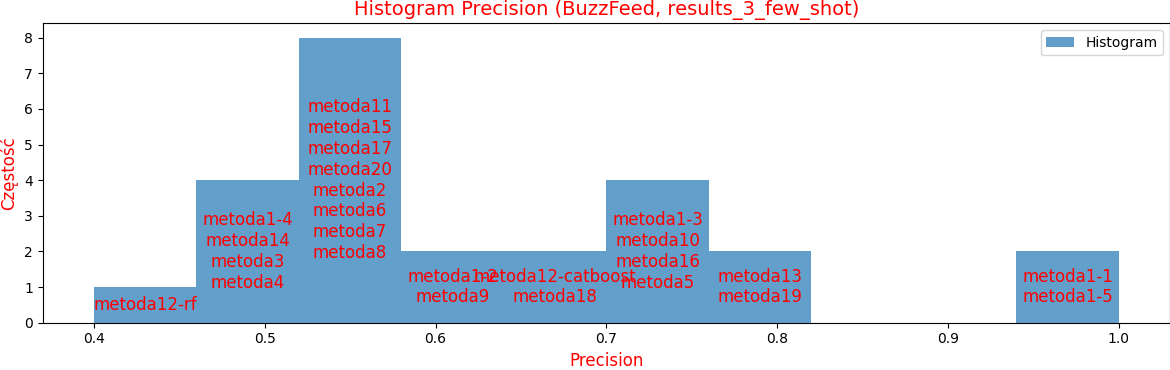 Histogram Precision (BuzzFeed, results_3_few_shot)
Histogram
Częstość
8
7
6
5
4
3
2
1
0
metoda12-rf
metoda1-4
metoda14
metoda3
metoda4
metoda11
metoda15
metoda17
metoda20
metoda2
metoda6
metoda7
metoda8
metoda1-2
metoda9
metoda12-catboost
metoda18
metoda1-3
metoda10
metoda16
metoda5
metoda13
metoda19
metoda1-1
metoda1-5
0.4 0.5 0.6 0.7 0.8 0.9 1.0
Precision